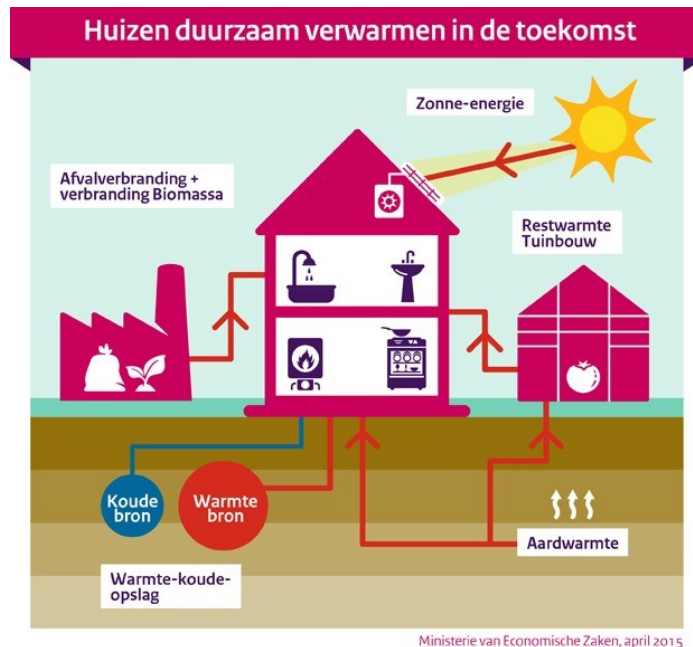 Huizen duurzaam verwarmen in de toekomst
Zonne-energie
Afvalverbranding +
verbranding Biomassa
Restwarmte
Tuinbouw
Koude
bron
Warmte
bron
Aardwarmte
Warmte-koude-
opslag
Ministerie van Economische Zaken, april 2015